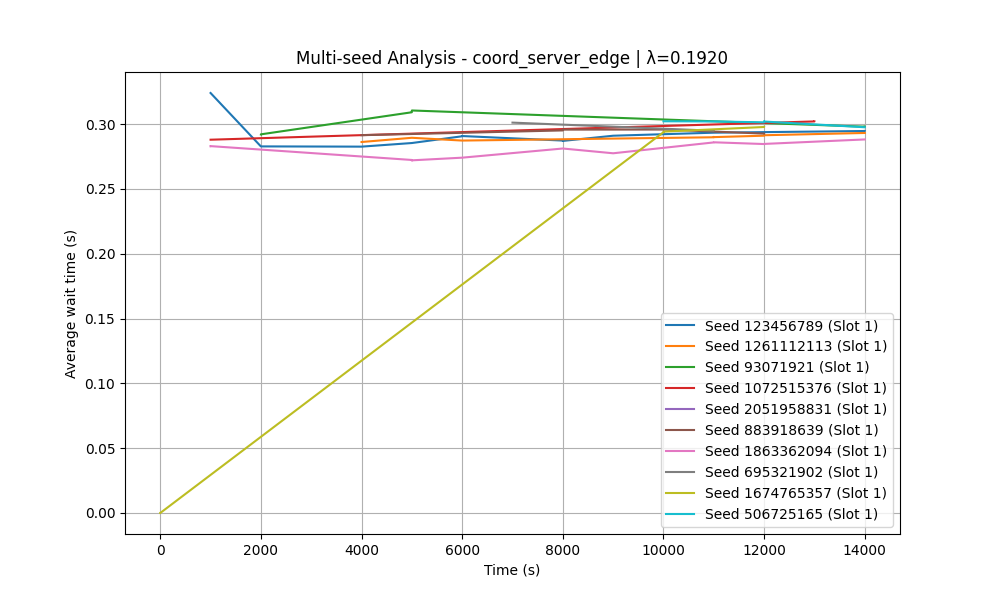 Multi-seed Analysis - coord_server_edge | λ=0.1920
Average wait time (s)
0.30
0.25
0.20
0.15
0.10
0.05
0.00
0 2000 4000 6000 8000 10000 12000 14000
Time (s)
Seed 123456789 (Slot 1)
Seed 1261112113 (Slot 1)
Seed 93071921 (Slot 1)
Seed 1072515376 (Slot 1)
Seed 2051958831 (Slot 1)
Seed 883918639 (Slot 1)
Seed 1863362094 (Slot 1)
Seed 695321902 (Slot 1)
Seed 1674765357 (Slot 1)
Seed 506725165 (Slot 1)